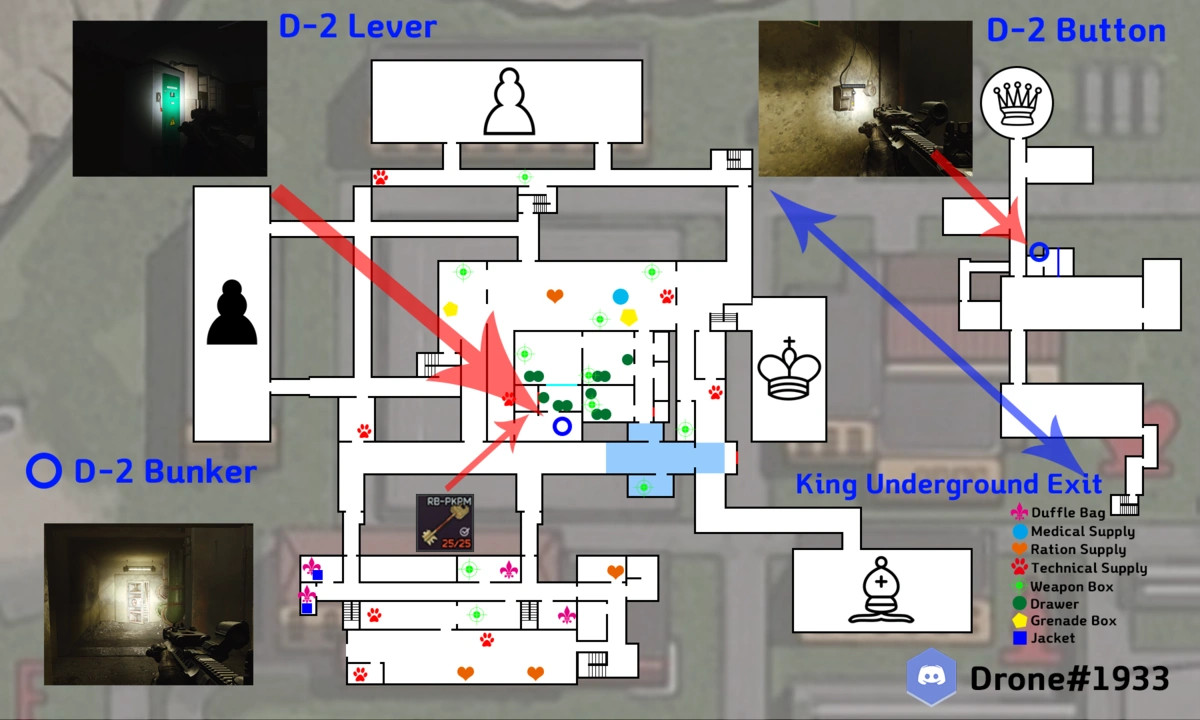 D-2 Lever
D-2 Button
D-2 Bunker
King Underground Exit
RB-PKPM
25/25
Duffle Bag
Medical Supply
Ration Supply
Technical Supply
Weapon Box
Drawer
Grenade Box
Jacket
Drone#1933